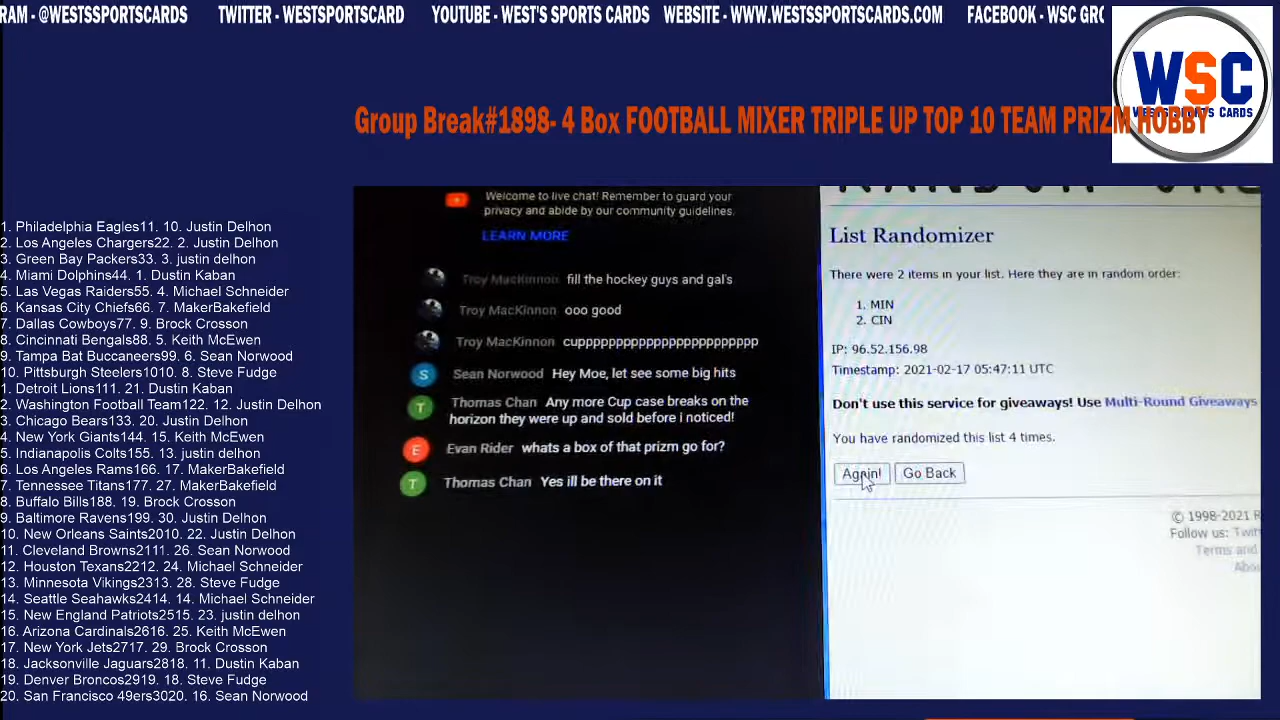 RAM - @WESTSSPORTSCARDS TWITTER - WESTSPORTSCARD YOUTUBE - WEST'S SPORTS CARDS WEBSITE - WWW.WESTSSPORTSCARDS.COM FACEBOOK - WSC GRO
WSC
WEST'S SPORTS CARDS
Group Break#1898- 4 Box FOOTBALL MIXER TRIPLE UP TOP 10 TEAM PRIZM HOBBY
1. Philadelphia Eagles11. 10. Justin Delhon
2. Los Angeles Chargers22. 2. Justin Delhon
3. Green Bay Packers33. 3. justin delhon
4. Miami Dolphins44. 1. Dustin Kaban
5. Las Vegas Raiders55. 4. Michael Schneider
6. Kansas City Chiefs66. 7. MakerBakefield
7. Dallas Cowboys77. 9. Brock Crosson
8. Cincinnati Bengals88. 5. Keith McEwen
9. Tampa Bat Buccaneers99. 6. Sean Norwood
10. Pittsburgh Steelers1010. 8. Steve Fudge
1. Detroit Lions111. 21. Dustin Kaban
2. Washington Football Team122. 12. Justin Delhon
3. Chicago Bears133. 20. Justin Delhon
4. New York Giants144. 15. Keith McEwen
5. Indianapolis Colts155. 13. justin delhon
6. Los Angeles Rams166. 17. MakerBakefield
7. Tennessee Titans177.27. MakerBakefield
8. Buffalo Bills188. 19. Brock Crosson
9. Baltimore Ravens199. 30. Justin Delhon
10. New Orleans Saints2010. 22. Justin Delhon
11. Cleveland Browns2111. 26. Sean Norwood
12. Houston Texans2212. 24. Michael Schneider
13. Minnesota Vikings2313. 28. Steve Fudge
14. Seattle Seahawks2414. 14. Michael Schneider
15. New England Patriots2515. 23. justin delhon
16. Arizona Cardinals2616. 25. Keith McEwen
17. New York Jets2717. 29. Brock Crosson
18. Jacksonville Jaguars2818. 11. Dustin Kaban
19. Denver Broncos2919. 18. Steve Fudge
20. San Francisco 49ers3020. 16. Sean Norwood
Welcome to live chat! Remember to guard your
privacy and abide by our community guidelines.
LEARN MORE
Troy MacKinnon fill the hockey guys and gal's
Troy MacKinnon ooo good
Troy MacKinnon cupppppppppppppppppppppppp
S Sean Norwood Hey Moe, let see some big hits
T Thomas Chan Any more Cup case breaks on the
horizon they were up and sold before i noticed!
E Evan Rider whats a box of that prizm go for?
T Thomas Chan Yes ill be there on it
List Randomizer
There were 2 items in your list. Here they are in random order:
1. MIN
2. CIN
IP: 96.52.156.98
Timestamp: 2021-02-17 05:47:11 UTC
Don't use this service for giveaways! Use Multi-Round Giveaways
You have randomized this list 4 times.
Again! Go Back
© 1998-2021 R
Follow us: Twit
Terms and
Abo